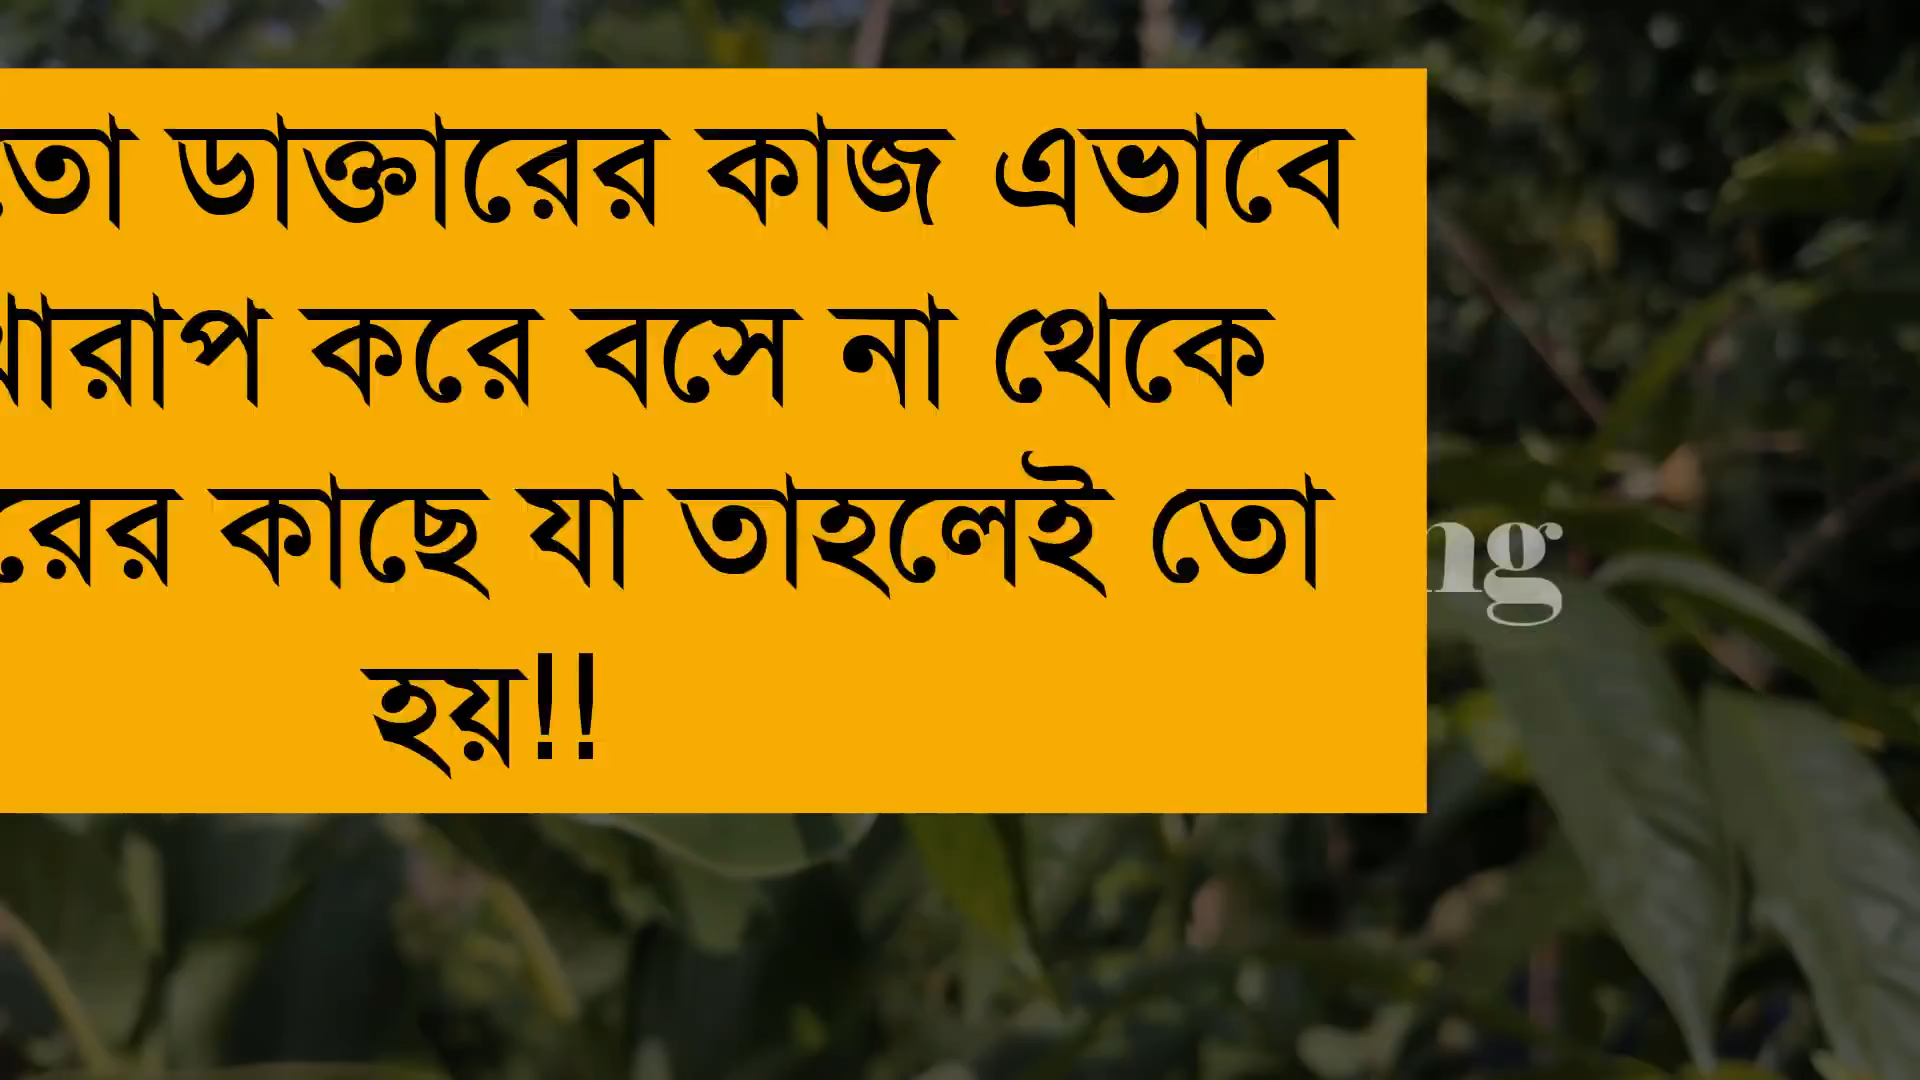 তো ডাক্তারের কাজ এভাবে
করে বসে না থেকে
কাছে যা তাহলেই তো
হয়!!